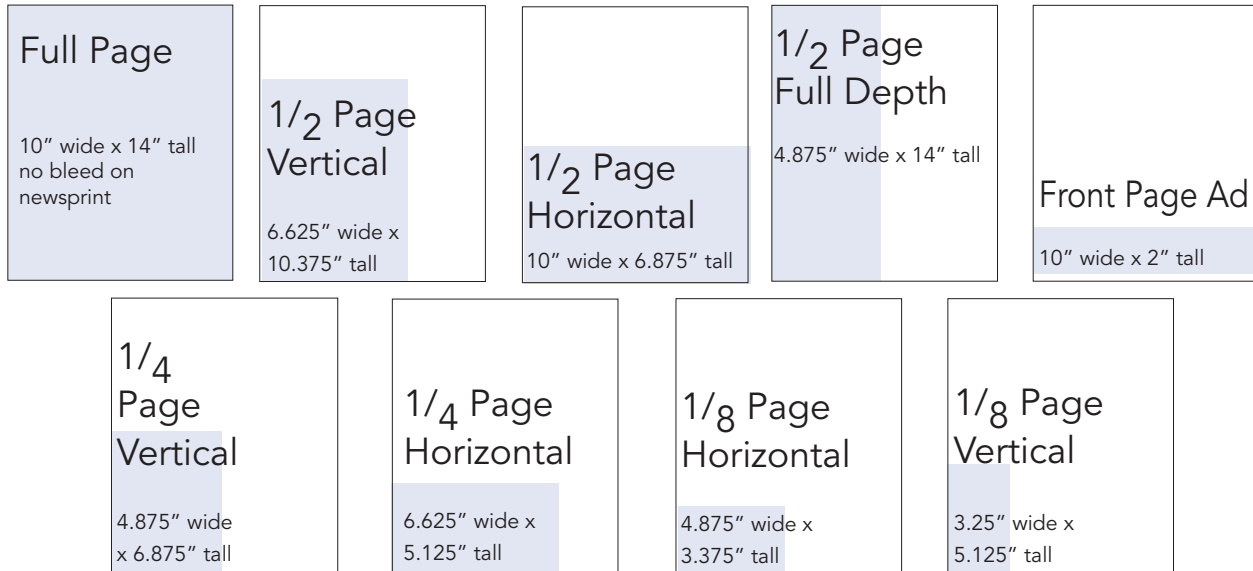 Full Page
10” wide x 14” tall
no bleed on
newsprint
1/2 Page
Vertical
6.625” wide x
10.375” tall
1/2 Page
Horizontal
10” wide x 6.875” tall
1/2 Page
Full Depth
4.875” wide x 14” tall
Front Page Ad
10” wide x 2” tall
1/4
Page
Vertical
4.875” wide
x 6.875” tall
1/4 Page
Horizontal
6.625” wide x
5.125” tall
1/8 Page
Horizontal
4.875” wide x
3.375” tall
1/8 Page
Vertical
3.25” wide x
5.125” tall